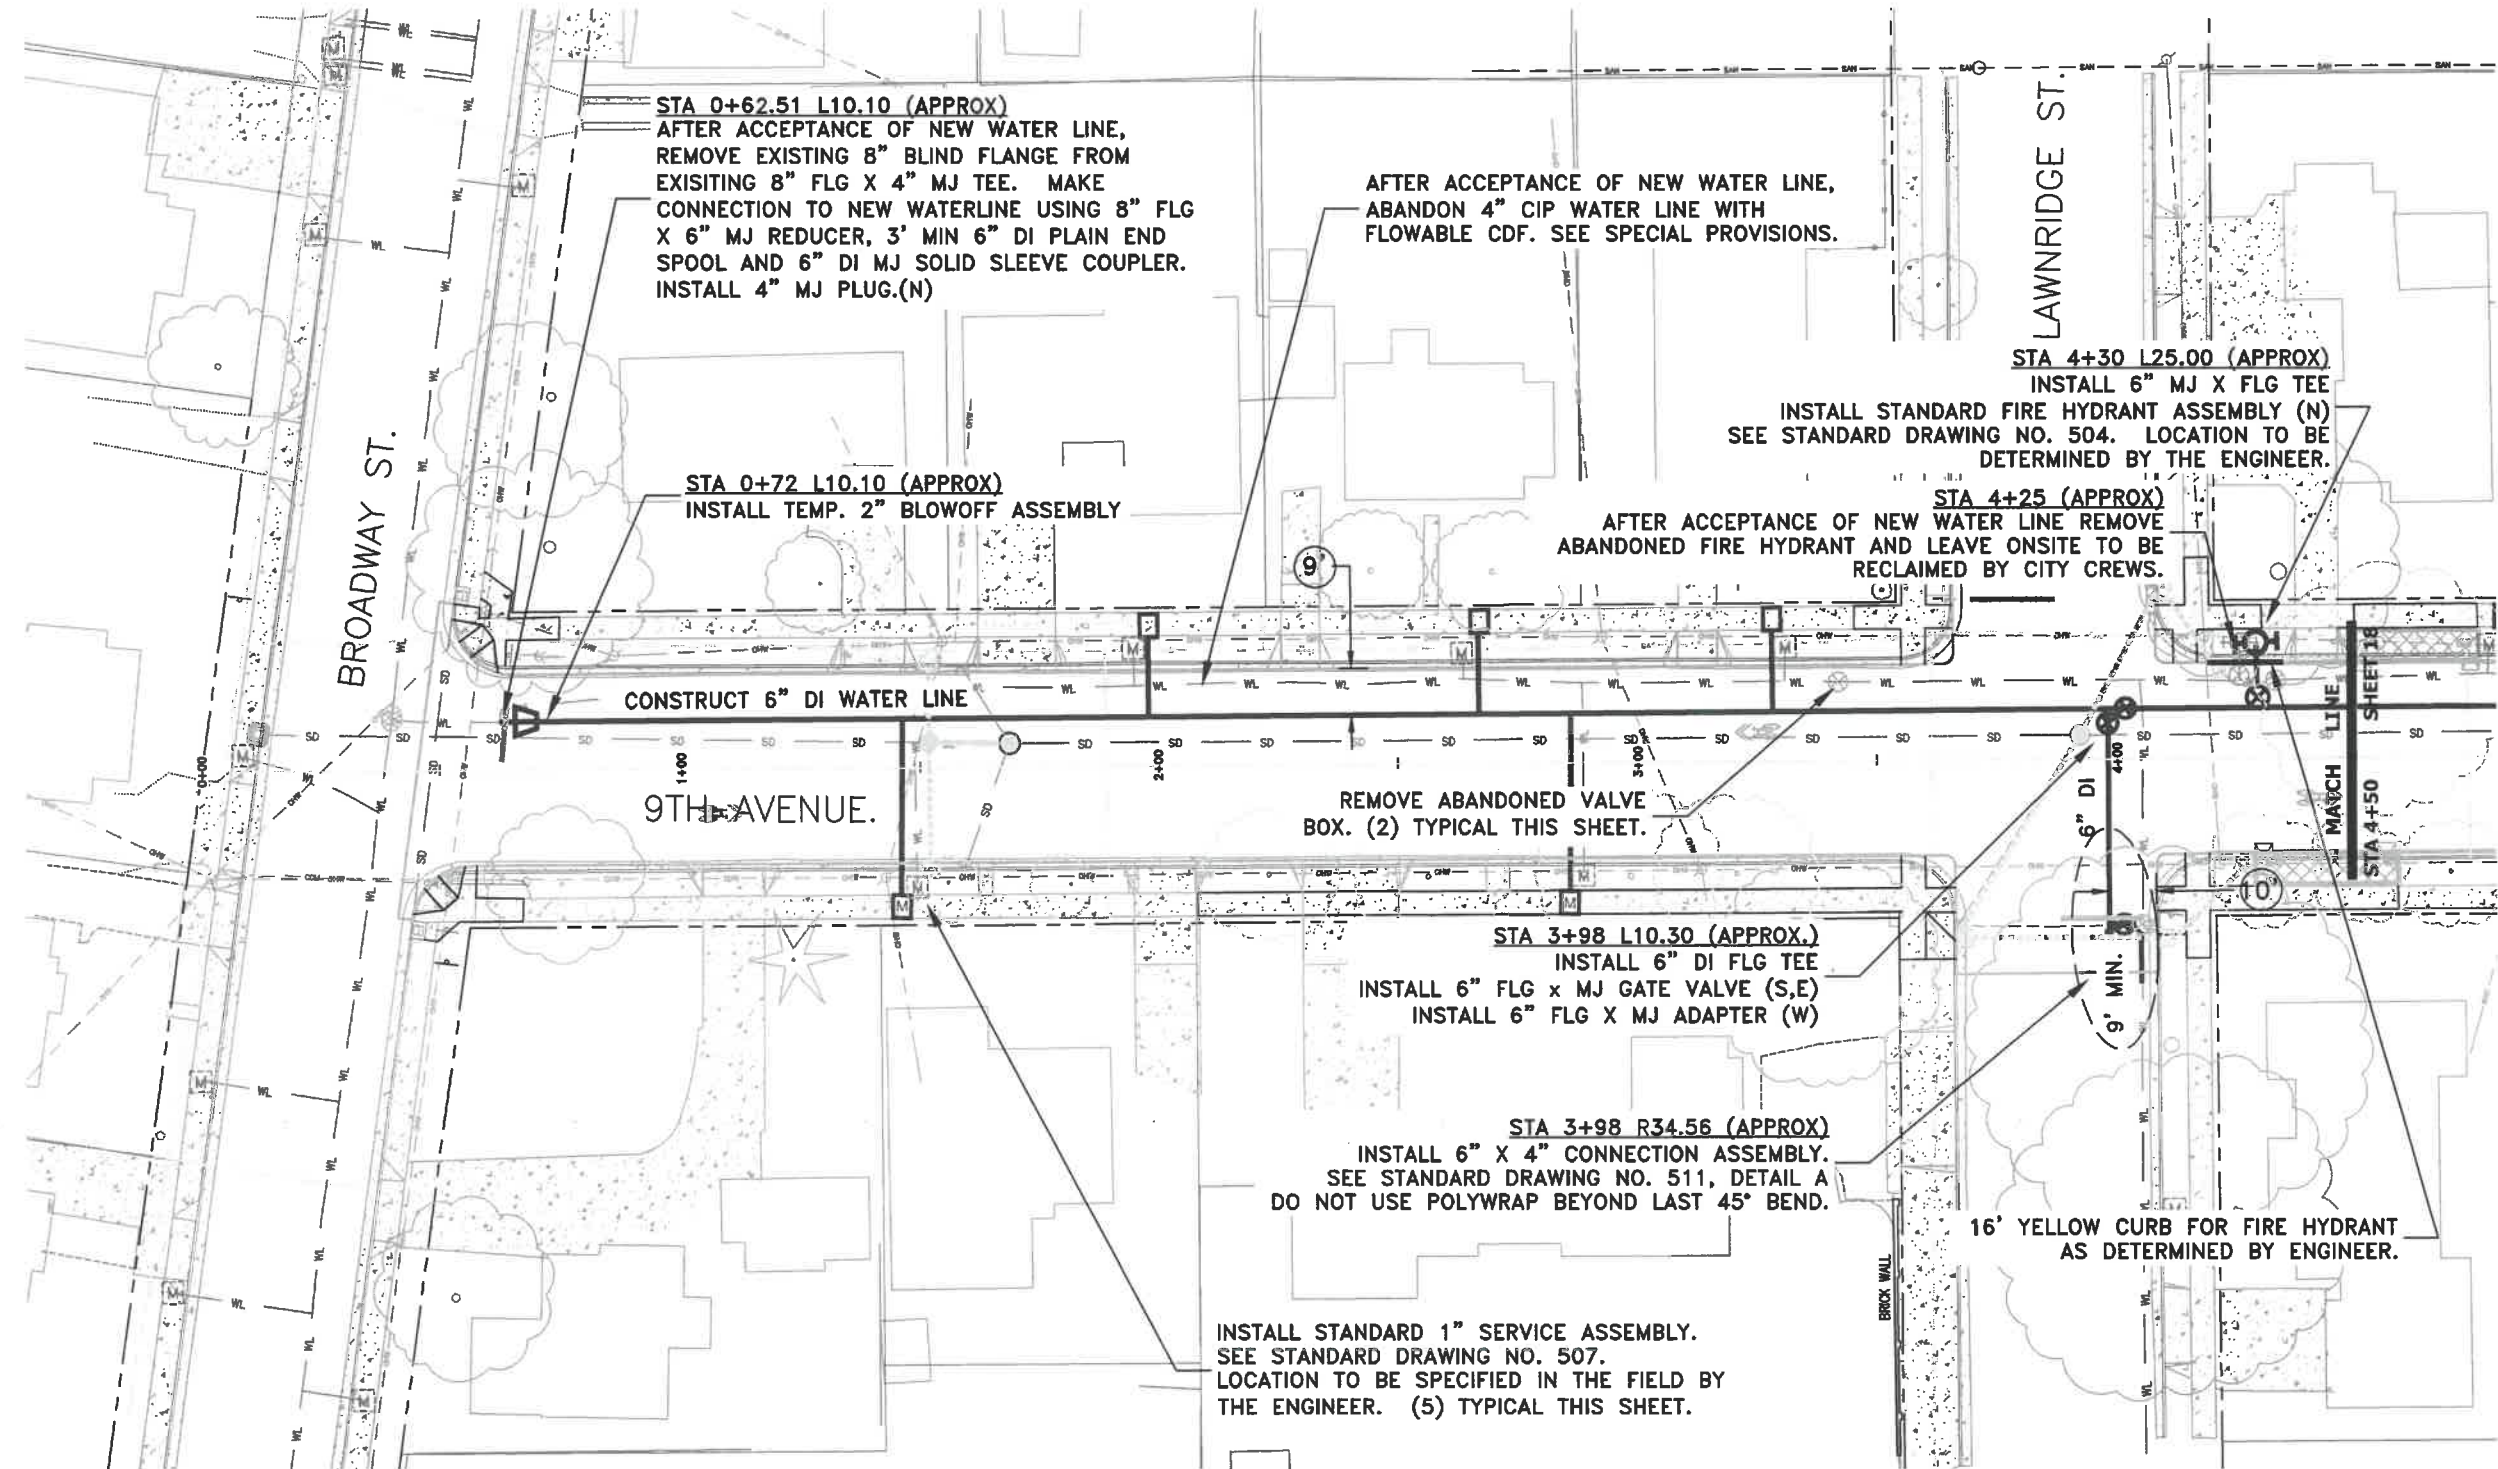 STA 0+62.51 L10.10 (APPROX)
AFTER ACCEPTANCE OF NEW WATER LINE,
REMOVE EXISTING 8" BLIND FLANGE FROM
EXISITING 8" FLG X 4" MJ TEE. MAKE
CONNECTION TO NEW WATERLINE USING 8" FLG
X 6" MJ REDUCER, 3' MIN 6" DI PLAIN END
SPOOL AND 6" DI MJ SOLID SLEEVE COUPLER.
INSTALL 4" MJ PLUG.(N)
AFTER ACCEPTANCE OF NEW WATER LINE,
ABANDON 4" CIP WATER LINE WITH
FLOWABLE CDF. SEE SPECIAL PROVISIONS.
LAWNRIDGE ST.
STA 4+30 L25.00 (APPROX)
INSTALL 6" MJ X FLG TEE
INSTALL STANDARD FIRE HYDRANT ASSEMBLY (N)
SEE STANDARD DRAWING NO. 504. LOCATION TO BE
DETERMINED BY THE ENGINEER.
STA 0+72 L10.10 (APPROX)
INSTALL TEMP. 2" BLOWOFF ASSEMBLY
STA 4+25 (APPROX)
AFTER ACCEPTANCE OF NEW WATER LINE REMOVE
ABANDONED FIRE HYDRANT AND LEAVE ONSITE TO BE
RECLAIMED BY CITY CREWS.
BROADWAY ST.
9'
CONSTRUCT 6" DI WATER LINE
0+00
1+00
2+00
3+00
4+00
9TH AVENUE.
REMOVE ABANDONED VALVE
BOX. (2) TYPICAL THIS SHEET.
6" DI
MATCH LINE
STA 4+50 SHEET 18
10'
9' MIN.
STA 3+98 L10.30 (APPROX.)
INSTALL 6" DI FLG TEE
INSTALL 6" FLG x MJ GATE VALVE (S,E)
INSTALL 6" FLG X MJ ADAPTER (W)
STA 3+98 R34.56 (APPROX)
INSTALL 6" X 4" CONNECTION ASSEMBLY.
SEE STANDARD DRAWING NO. 511, DETAIL A
DO NOT USE POLYWRAP BEYOND LAST 45° BEND.
16' YELLOW CURB FOR FIRE HYDRANT
AS DETERMINED BY ENGINEER.
BRICK WALL
INSTALL STANDARD 1" SERVICE ASSEMBLY.
SEE STANDARD DRAWING NO. 507.
LOCATION TO BE SPECIFIED IN THE FIELD BY
THE ENGINEER. (5) TYPICAL THIS SHEET.